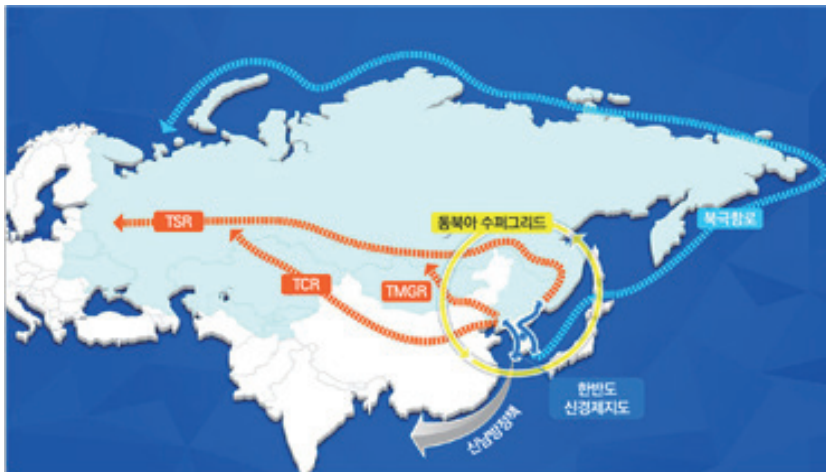 동북아 수퍼그리드
북극항로
TSR
TCR
TMGR
한반도
신경제지도
신남방정책